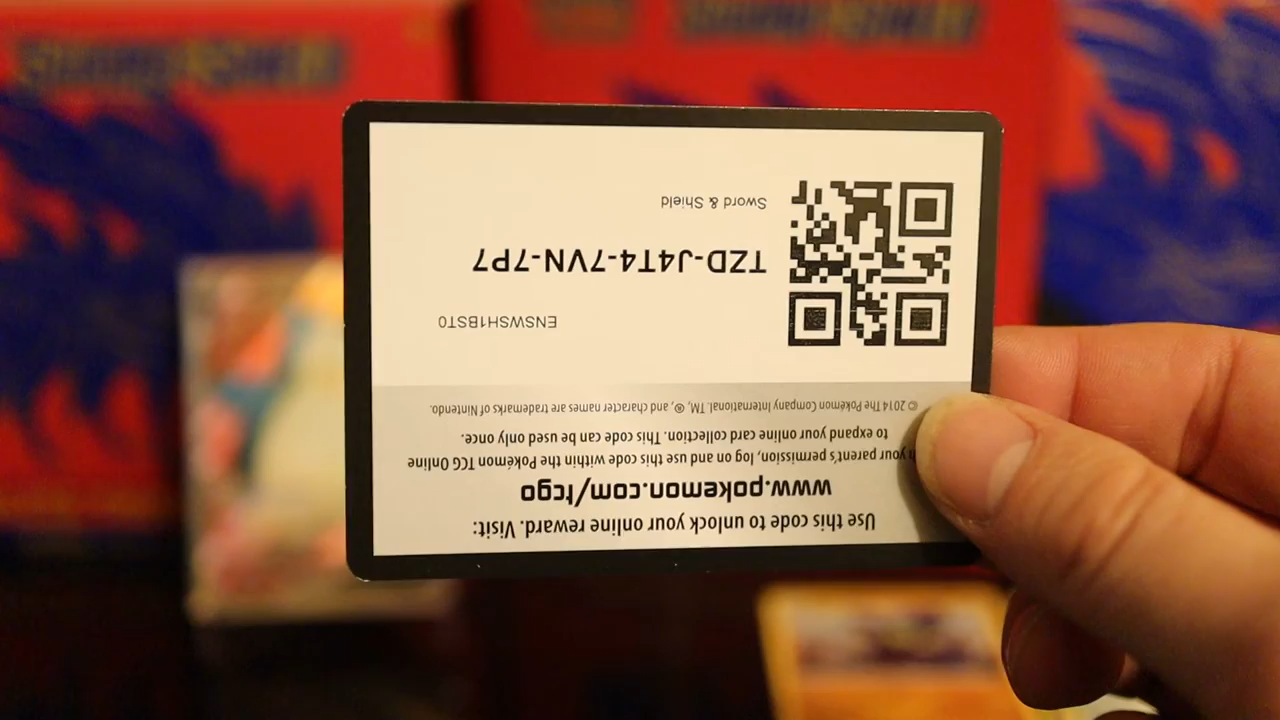 Use this code to unlock your online reward. Visit:
www.pokemon.com/tcgo
your parent's permission, log on and use this code within the Pokémon TCG Online
to expand your online card collection. This code can be used only once.
© 2014 The Pokémon Company International. TM, ®, and character names are trademarks of Nintendo.
ENSWSH1BST0
TZD-J4T4-7VN-7P7
Sword & Shield